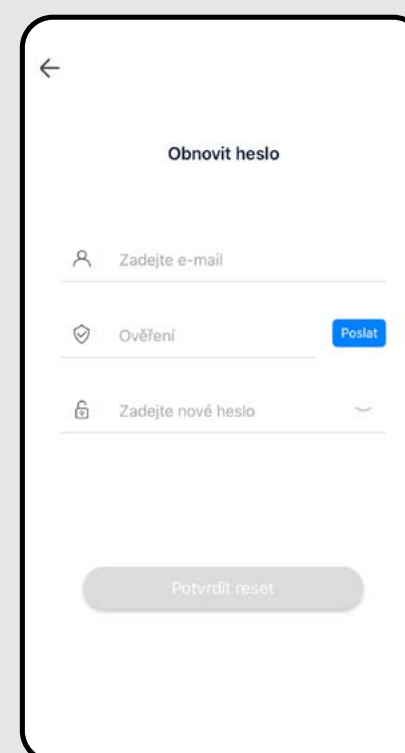 Obnovit heslo
Zadejte e-mail
Ověření
Poslat
Zadejte nové heslo
Potvrdit reset